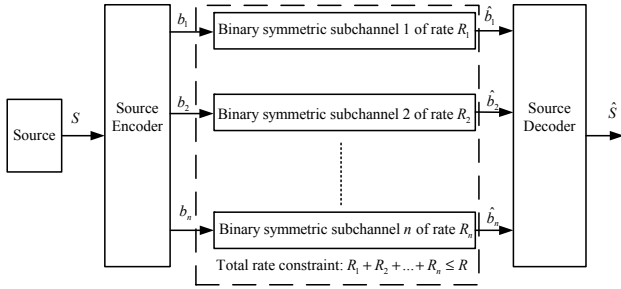 Source
S
Source
Encoder
b₁
Binary symmetric subchannel 1 of rate R₁
b̂₁
b₂
Binary symmetric subchannel 2 of rate R₂
b̂₂
bₙ
Binary symmetric subchannel n of rate Rₙ
b̂ₙ
Total rate constraint: R₁ + R₂ + ... + Rₙ ≤ R
Source
Decoder
Ŝ